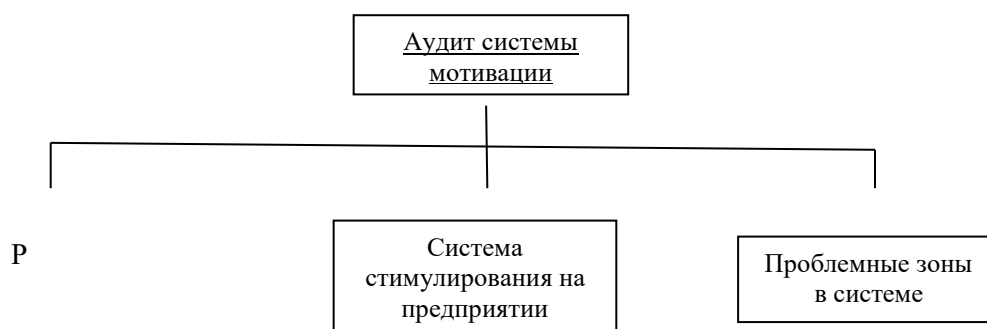 Аудит системы
мотивации
Р
Система
стимулирования на
предприятии
Проблемные зоны
в системе